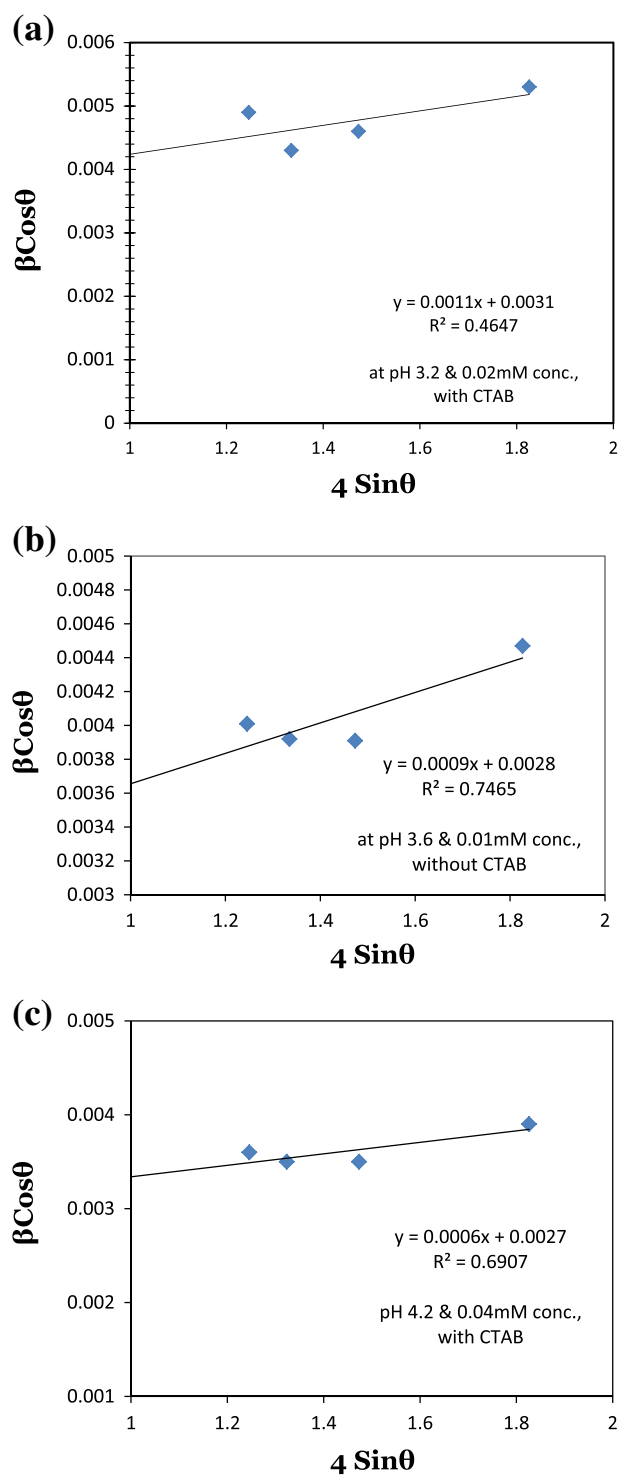 (a)
0.006
0.005
0.004
0.003
0.002
0.001
0
βCosθ
y = 0.0011x + 0.0031
R² = 0.4647
at pH 3.2 & 0.02mM conc.,
with CTAB
1 1.2 1.4 1.6 1.8 2
4 Sinθ
(b)
0.005
0.0048
0.0046
0.0044
0.0042
0.004
0.0038
0.0036
0.0034
0.0032
0.003
βCosθ
y = 0.0009x + 0.0028
R² = 0.7465
at pH 3.6 & 0.01mM conc.,
without CTAB
1 1.2 1.4 1.6 1.8 2
4 Sinθ
(c)
0.005
0.004
0.003
0.002
0.001
βCosθ
y = 0.0006x + 0.0027
R² = 0.6907
pH 4.2 & 0.04mM conc.,
with CTAB
1 1.2 1.4 1.6 1.8 2
4 Sinθ